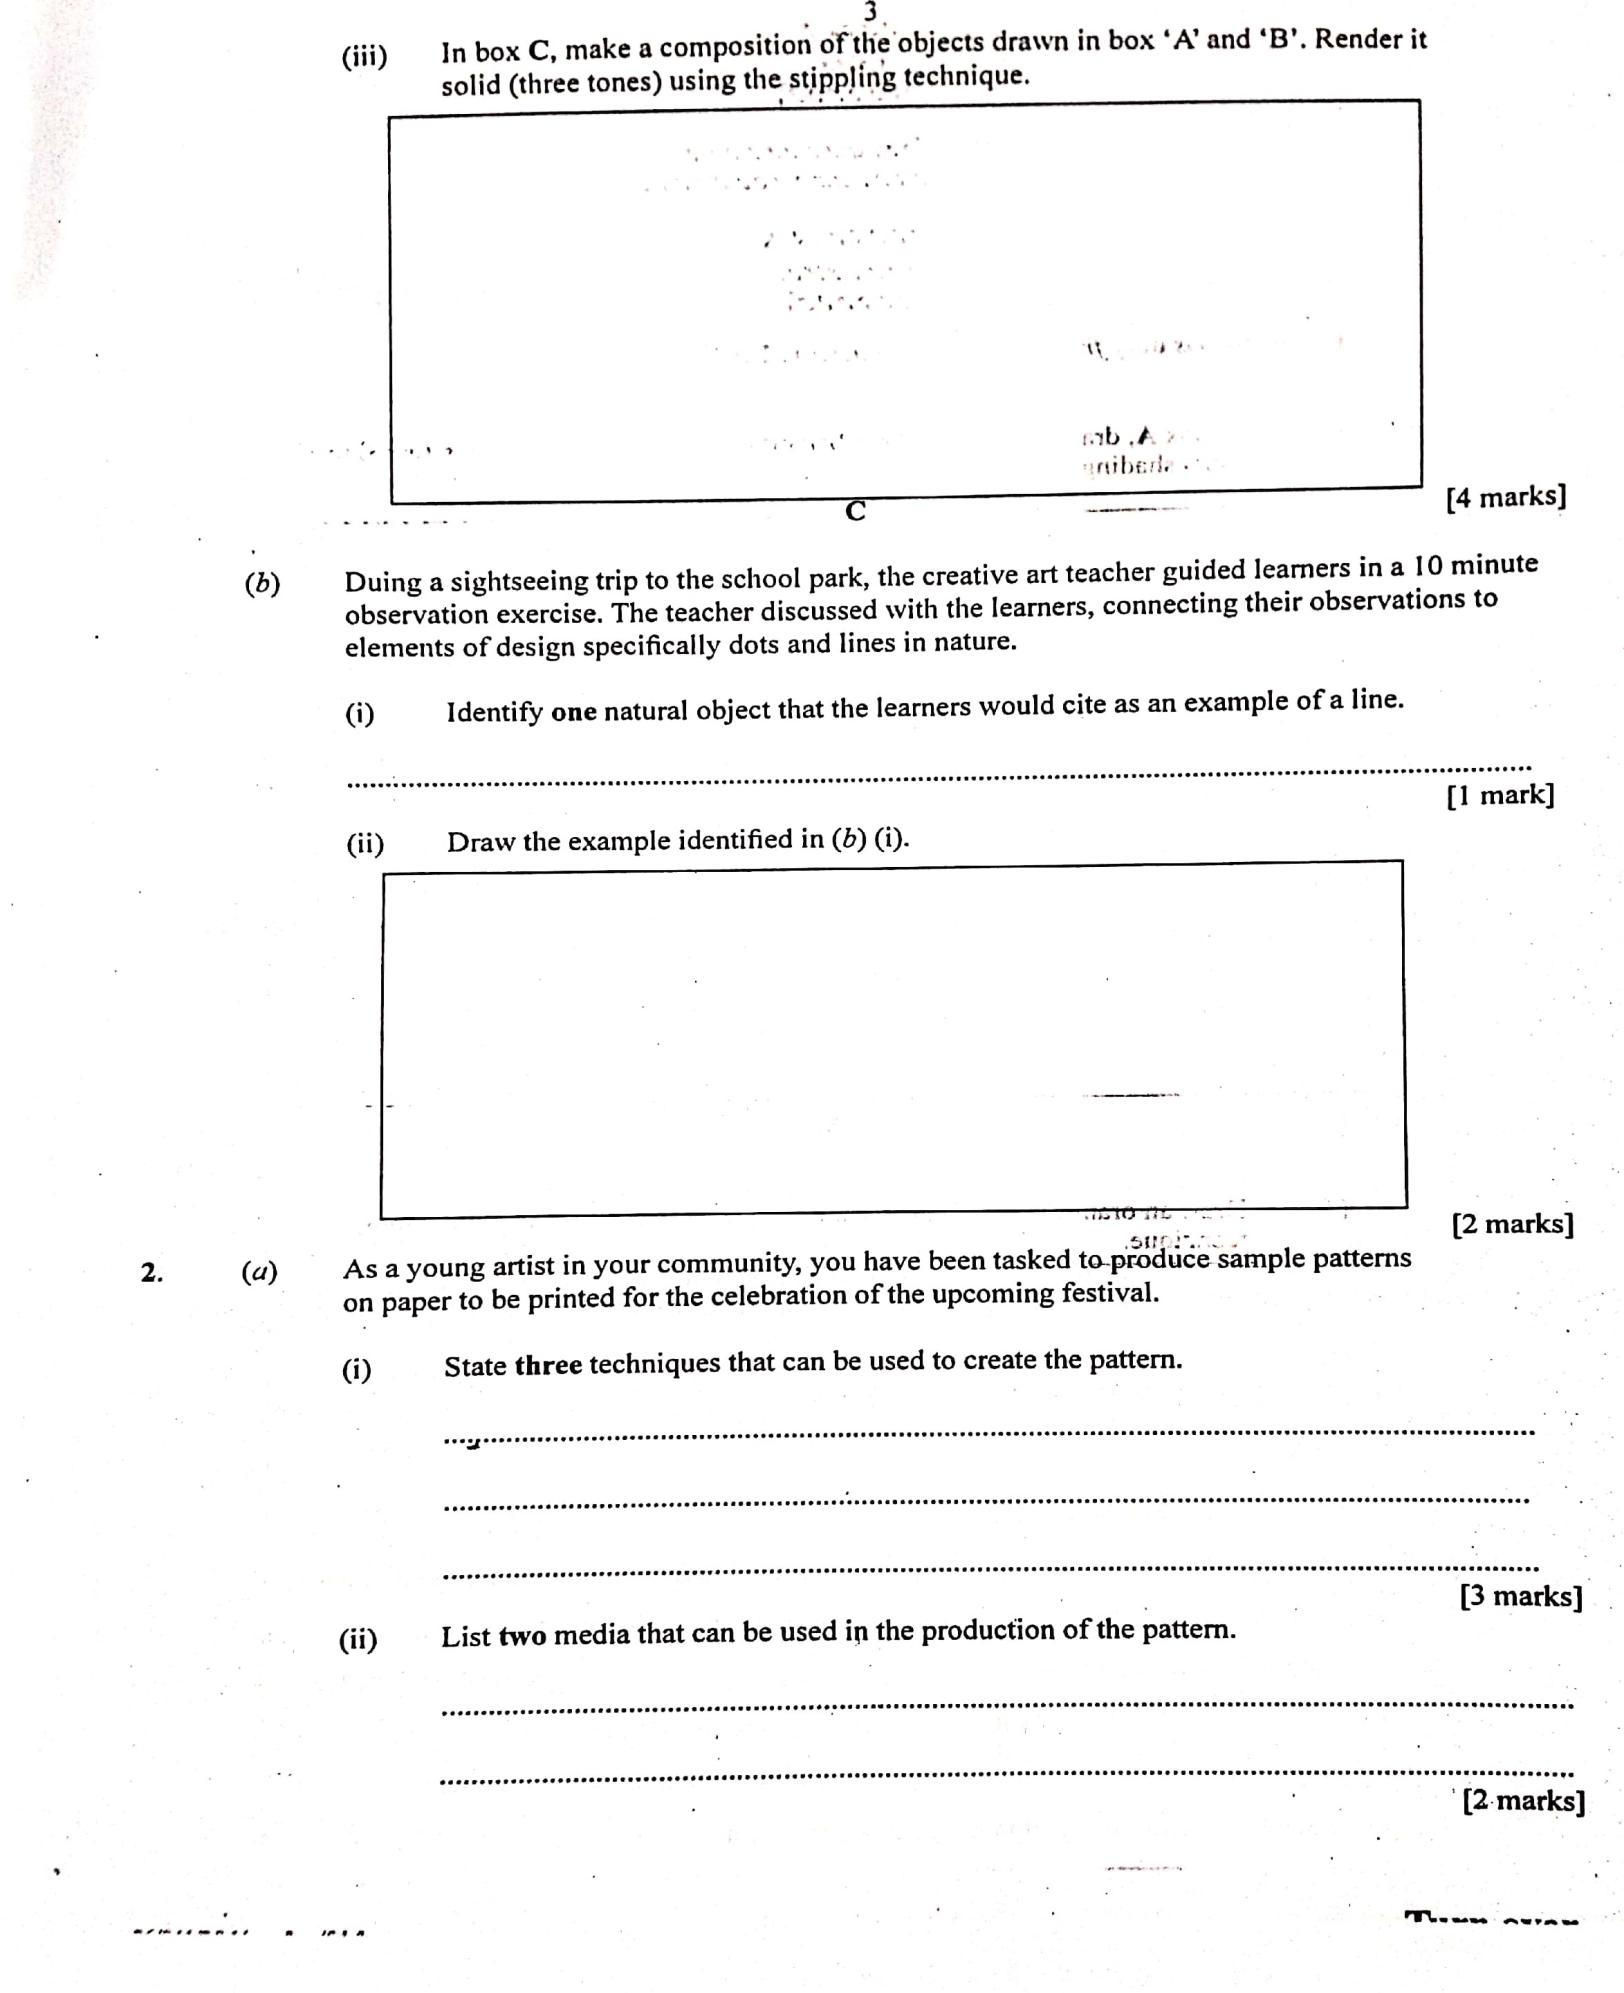 3
(iii) In box C, make a composition of the objects drawn in box ‘A’ and ‘B’. Render it
solid (three tones) using the stippling technique.
C
[4 marks]
(b) Duing a sightseeing trip to the school park, the creative art teacher guided learners in a 10 minute
observation exercise. The teacher discussed with the learners, connecting their observations to
elements of design specifically dots and lines in nature.
(i) Identify one natural object that the learners would cite as an example of a line.
[1 mark]
(ii) Draw the example identified in (b) (i).
[2 marks]
2. (a) As a young artist in your community, you have been tasked to produce sample patterns
on paper to be printed for the celebration of the upcoming festival.
(i) State three techniques that can be used to create the pattern.
[3 marks]
(ii) List two media that can be used in the production of the pattern.
[2 marks]